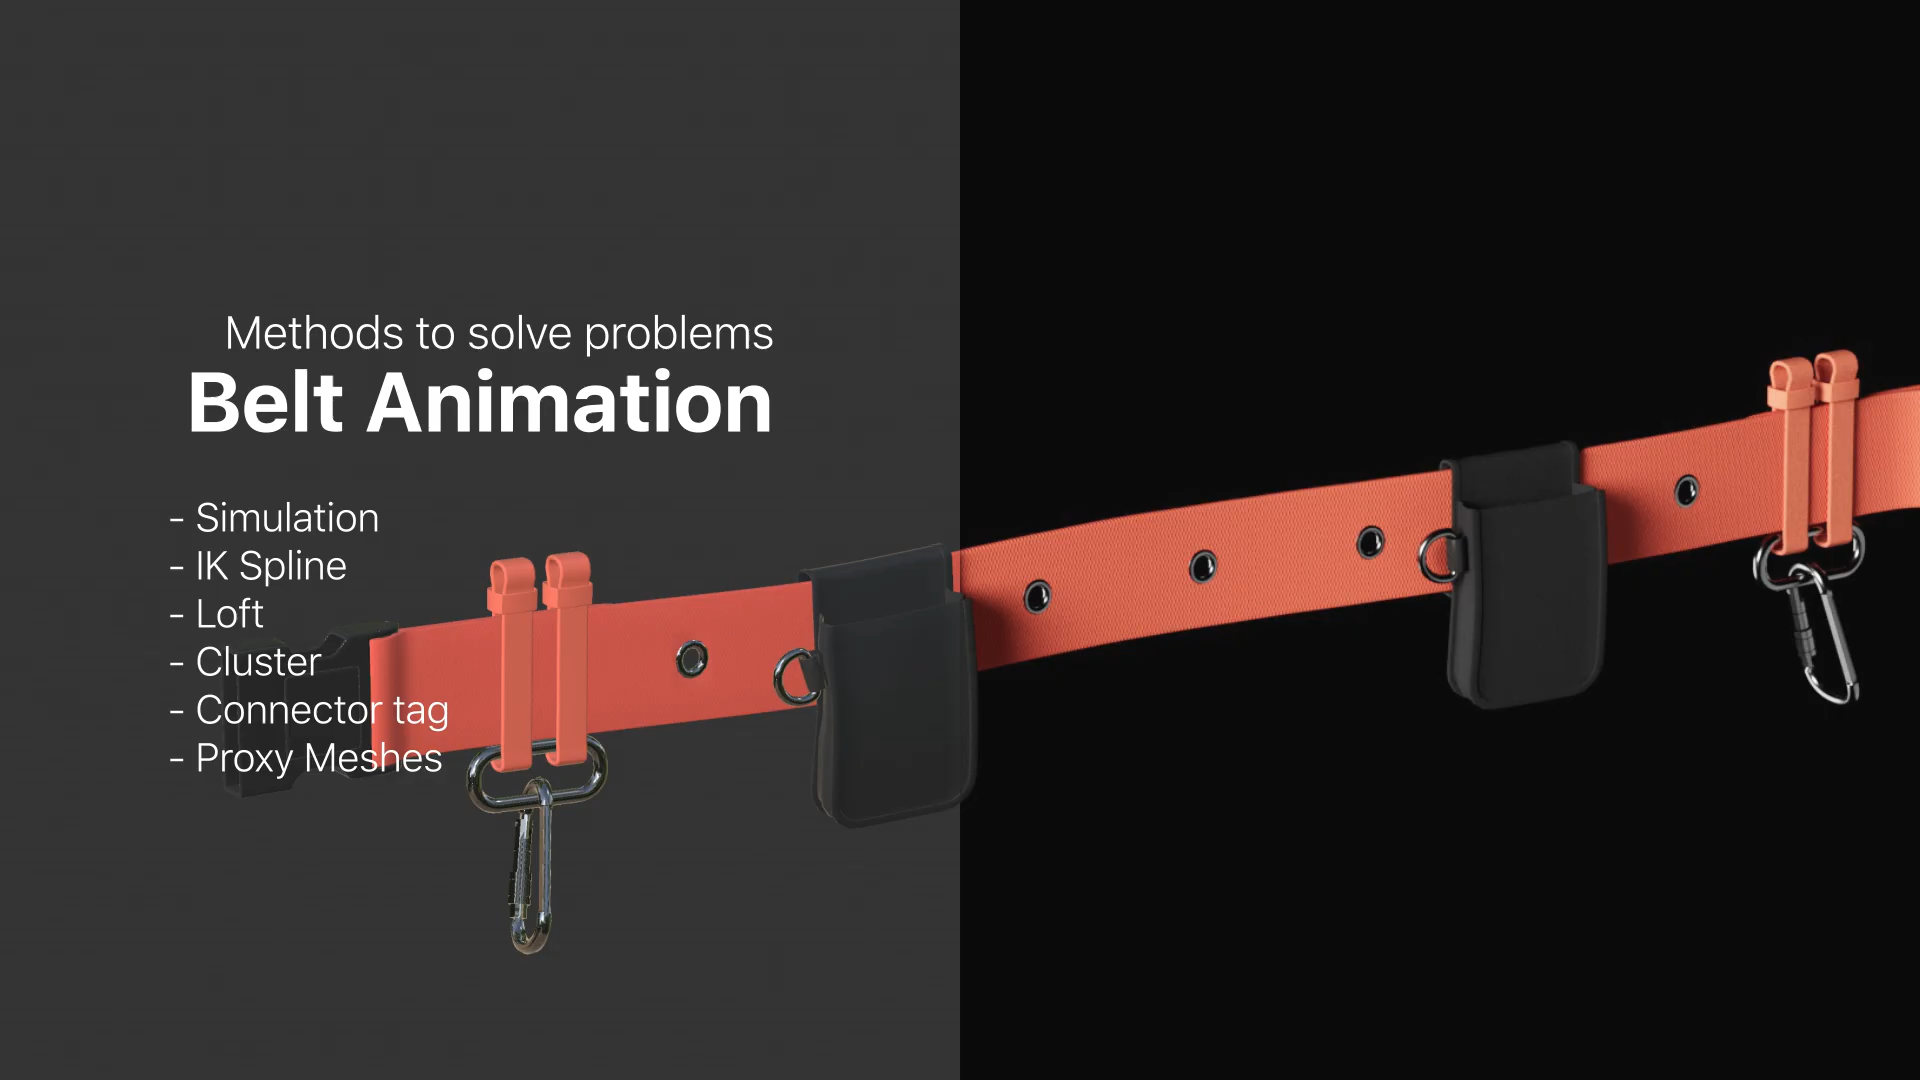 Methods to solve problems
Belt Animation
- Simulation
- IK Spline
- Loft
- Cluster
- Connector tag
- Proxy Meshes